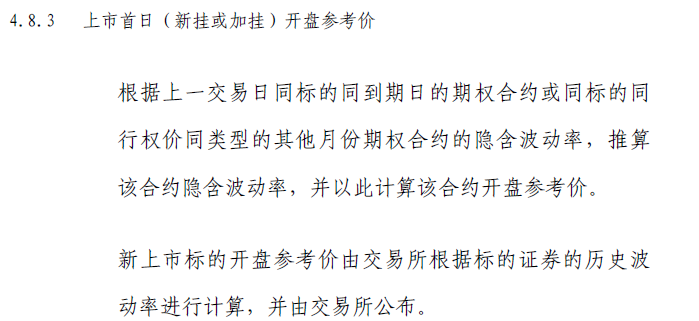 4.8.3 上市首日（新挂或加挂）开盘参考价
根据上一交易日同标的同到期日的期权合约或同标的同
行权价同类型的其他月份期权合约的隐含波动率，推算
该合约隐含波动率，并以此计算该合约开盘参考价。
新上市标的开盘参考价由交易所根据标的证券的历史波
动率进行计算，并由交易所公布。